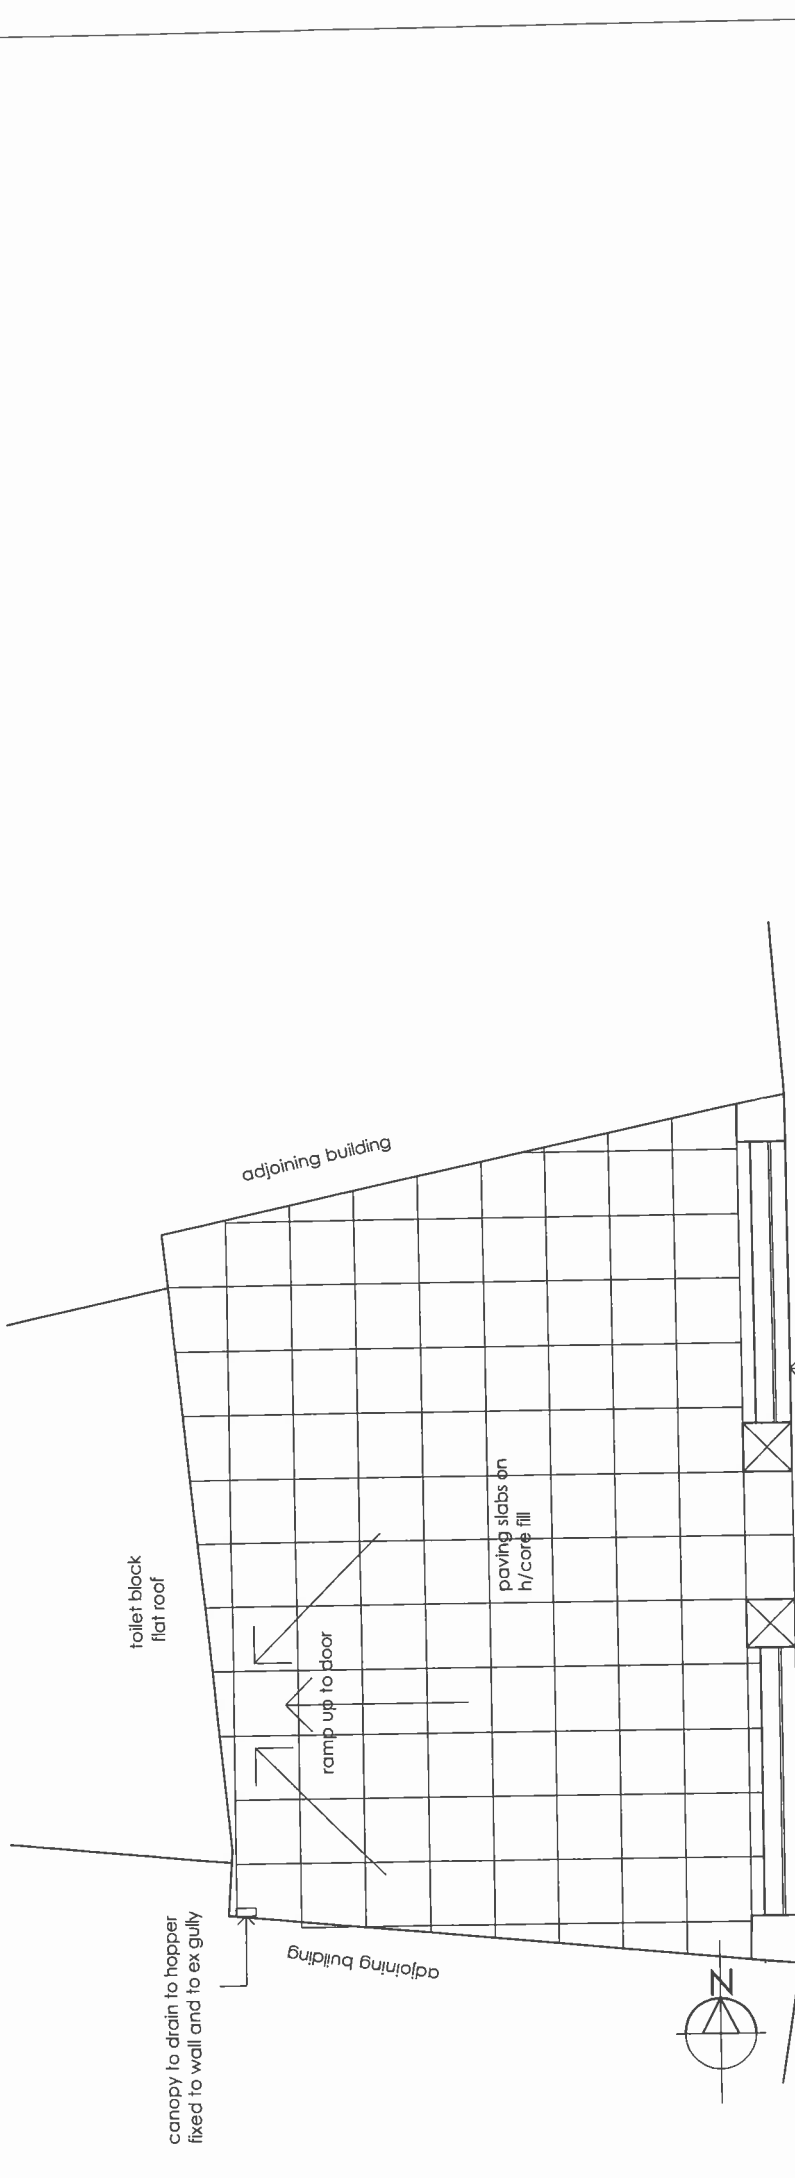 adjoining building
toilet block
flat roof
paving slabs on
h/core fill
ramp up to door
canopy to drain to hopper
fixed to wall and to ex gully
adjoining building
N